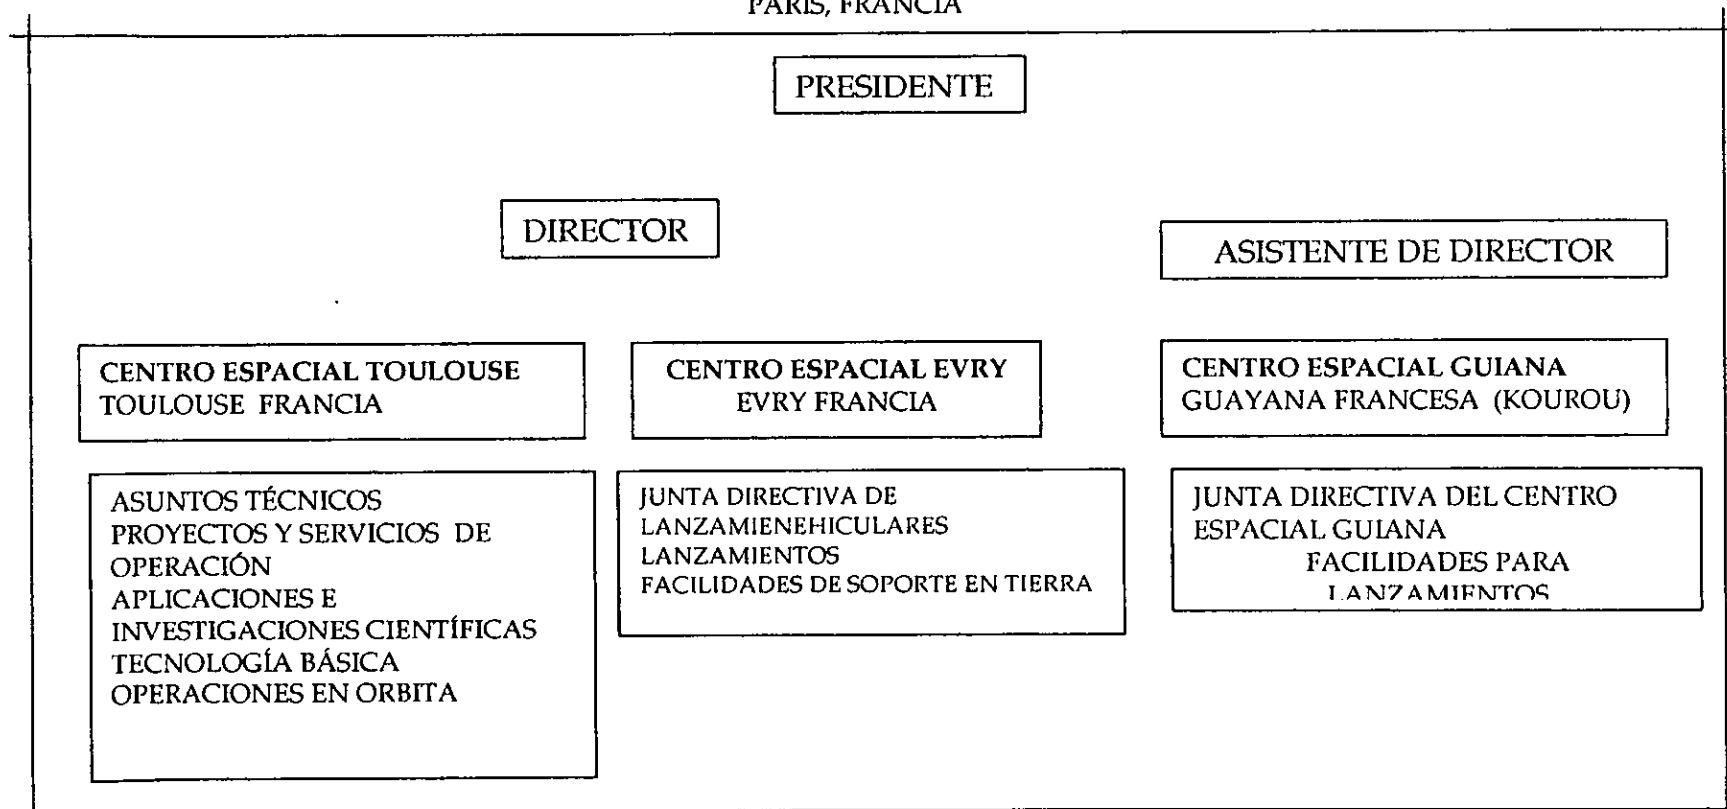 PARIS, FRANCIA
PRESIDENTE
DIRECTOR
ASISTENTE DE DIRECTOR
CENTRO ESPACIAL TOULOUSE
TOULOUSE FRANCIA
CENTRO ESPACIAL EVRY
EVRY FRANCIA
CENTRO ESPACIAL GUIANA
GUAYANA FRANCESA (KOUROU)
ASUNTOS TÉCNICOS
PROYECTOS Y SERVICIOS DE
OPERACIÓN
APLICACIONES E
INVESTIGACIONES CIENTÍFICAS
TECNOLOGÍA BÁSICA
OPERACIONES EN ORBITA
JUNTA DIRECTIVA DE
LANZAMIENEHICULARES
LANZAMIENTOS
FACILIDADES DE SOPORTE EN TIERRA
JUNTA DIRECTIVA DEL CENTRO
ESPACIAL GUIANA
FACILIDADES PARA
LANZAMIENTOS